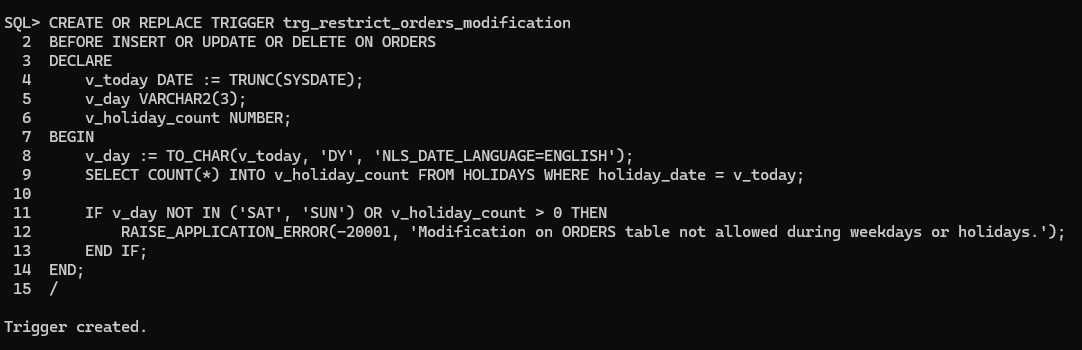 SQL> CREATE OR REPLACE TRIGGER trg_restrict_orders_modification
  2  BEFORE INSERT OR UPDATE OR DELETE ON ORDERS
  3  DECLARE
  4      v_today DATE := TRUNC(SYSDATE);
  5      v_day VARCHAR2(3);
  6      v_holiday_count NUMBER;
  7  BEGIN
  8      v_day := TO_CHAR(v_today, 'DY', 'NLS_DATE_LANGUAGE=ENGLISH');
  9      SELECT COUNT(*) INTO v_holiday_count FROM HOLIDAYS WHERE holiday_date = v_today;
 10
 11      IF v_day NOT IN ('SAT', 'SUN') OR v_holiday_count > 0 THEN
 12          RAISE_APPLICATION_ERROR(-20001, 'Modification on ORDERS table not allowed during weekdays or holidays.');
 13      END IF;
 14  END;
 15  /
Trigger created.